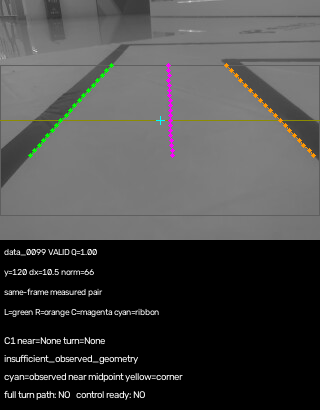 data_0099 VALID Q=1.00
y=120 dx=10.5 norm=66
same-frame measured pair
L=green R=orange C=magenta cyan=ribbon
C1 near=None turn=None
insufficient_observed_geometry
cyan=observed near midpoint yellow=corner
full turn path: NO control ready: NO